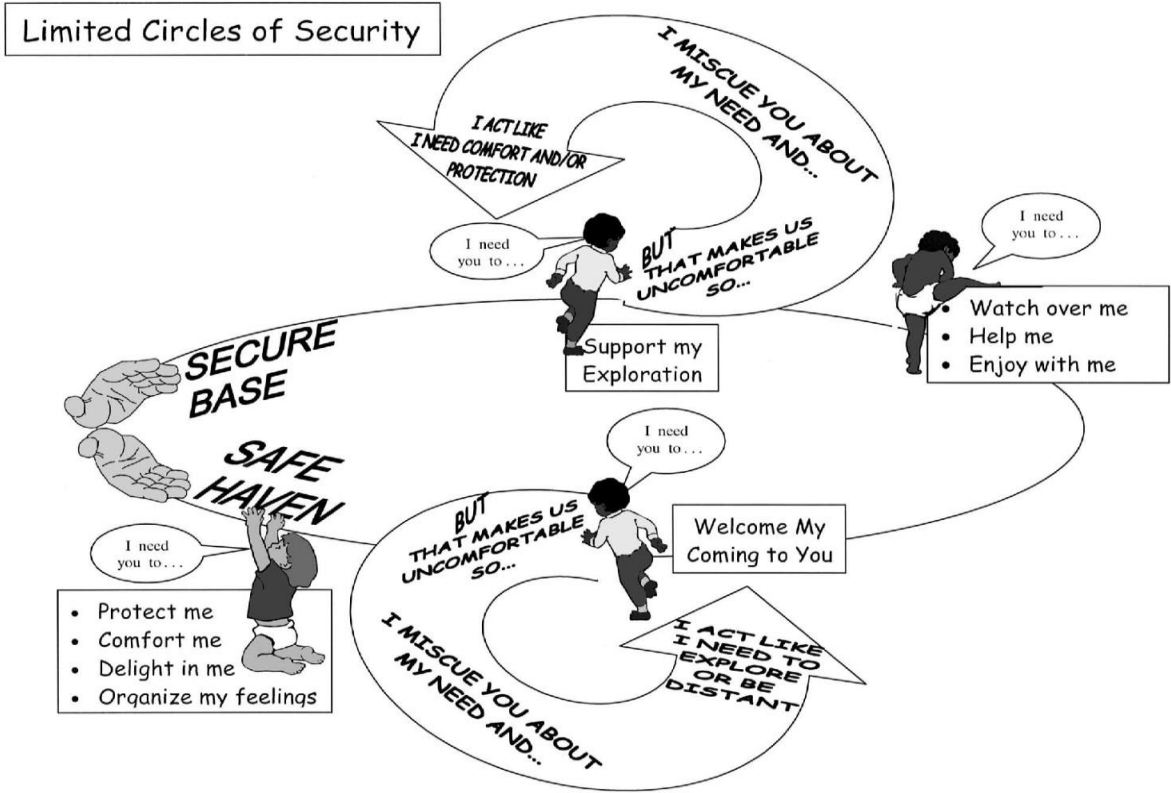 Limited Circles of Security
I MISCUE YOU ABOUT
MY NEED AND...
I ACT LIKE
I NEED COMFORT AND/OR
PROTECTION
I need
you to . . .
BUT
THAT MAKES US
UNCOMFORTABLE
SO...
I need
you to . . .
• Watch over me
• Help me
• Enjoy with me
Support my
Exploration
SECURE
BASE
SAFE
HAVEN
I need
you to . . .
BUT
THAT MAKES US
UNCOMFORTABLE
SO...
Welcome My
Coming to You
I need
you to . . .
• Protect me
• Comfort me
• Delight in me
• Organize my feelings
I MISCUE YOU ABOUT
MY NEED AND...
I ACT LIKE
I NEED TO
EXPLORE
OR BE
DISTANT